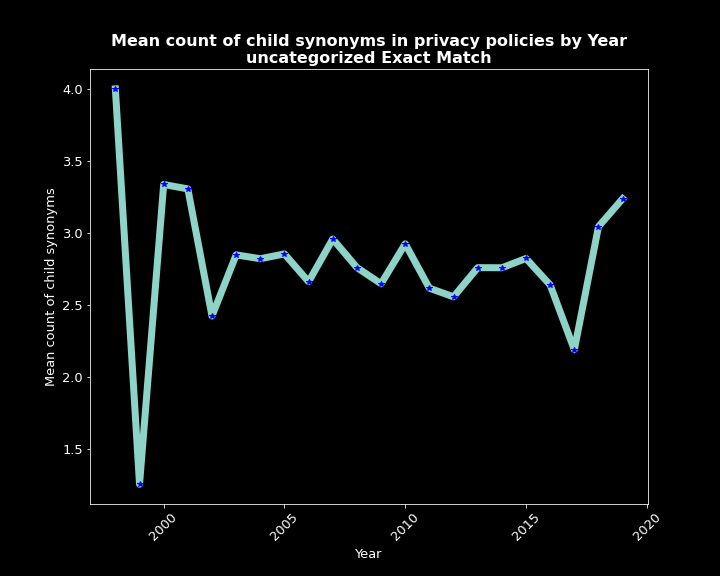 Mean count of child synonyms in privacy policies by Year
uncategorized Exact Match
4.0
3.5
3.0
2.5
2.0
1.5
Mean count of child synonyms
2000
2005
2010
2015
2020
Year